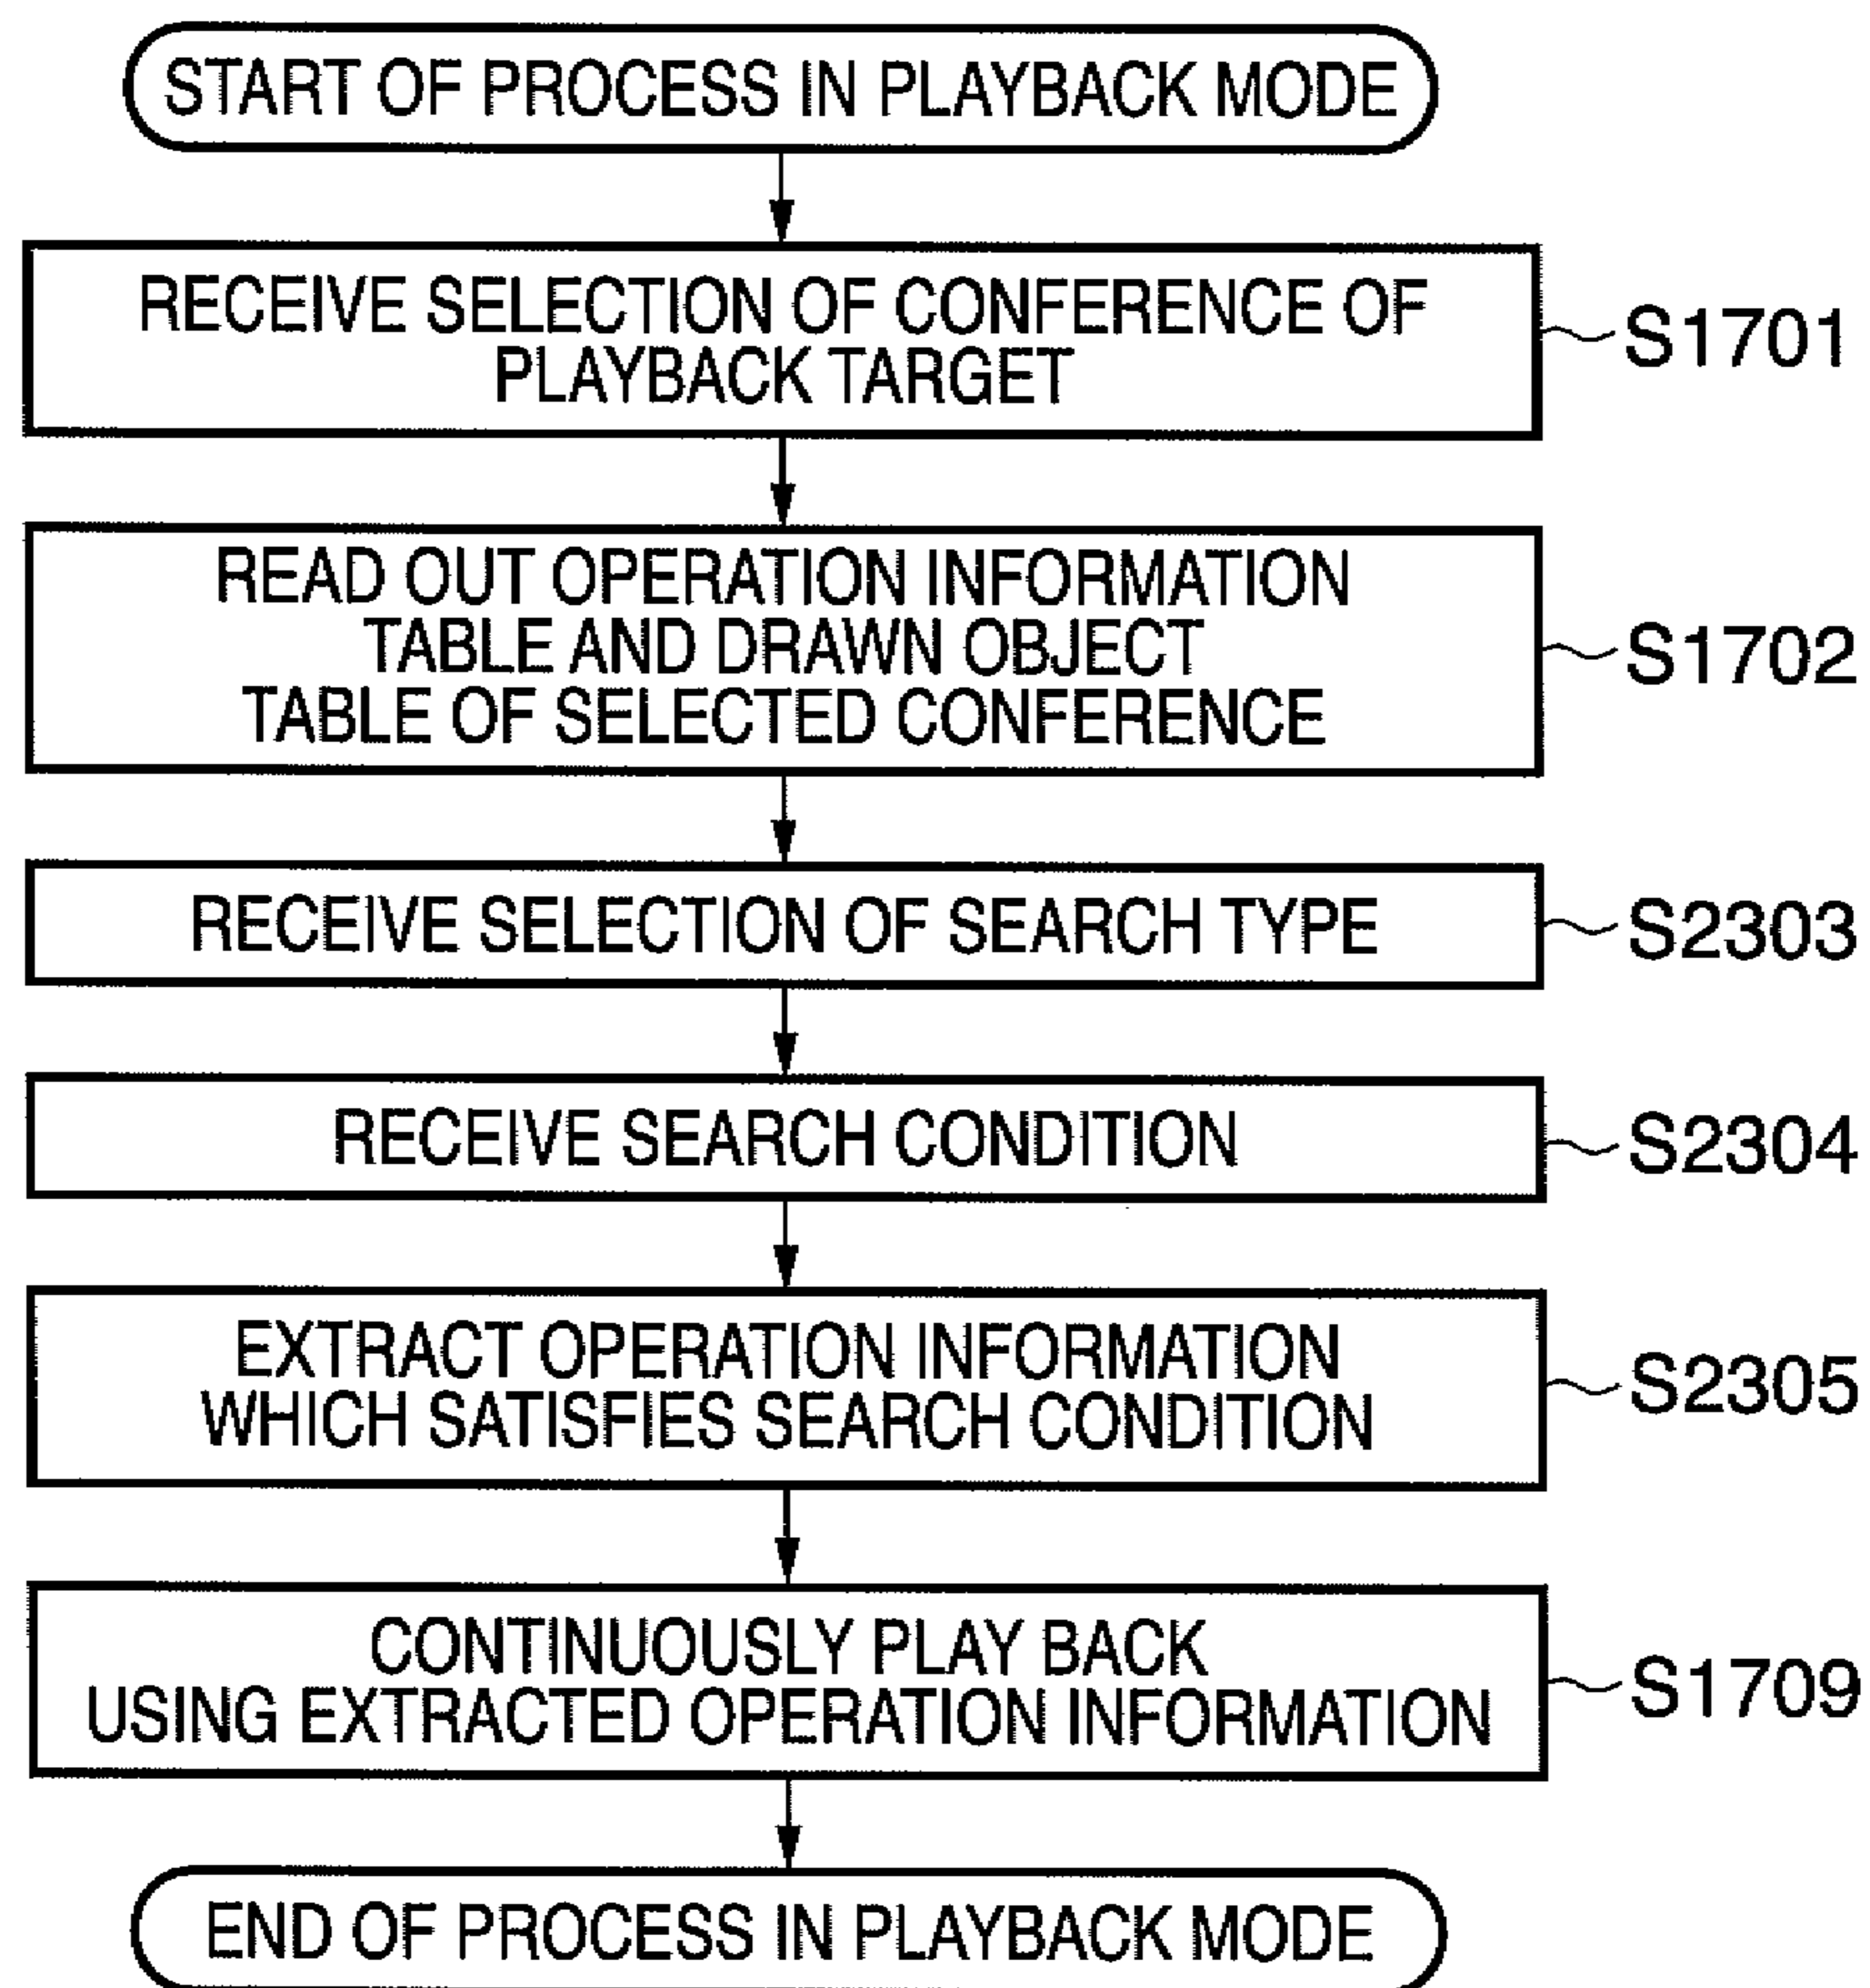 START OF PROCESS IN PLAYBACK MODE
RECEIVE SELECTION OF CONFERENCE OF
PLAYBACK TARGET
S1701
READ OUT OPERATION INFORMATION
TABLE AND DRAWN OBJECT
TABLE OF SELECTED CONFERENCE
S1702
RECEIVE SELECTION OF SEARCH TYPE
S2303
RECEIVE SEARCH CONDITION
S2304
EXTRACT OPERATION INFORMATION
WHICH SATISFIES SEARCH CONDITION
S2305
CONTINUOUSLY PLAY BACK
USING EXTRACTED OPERATION INFORMATION
S1709
END OF PROCESS IN PLAYBACK MODE